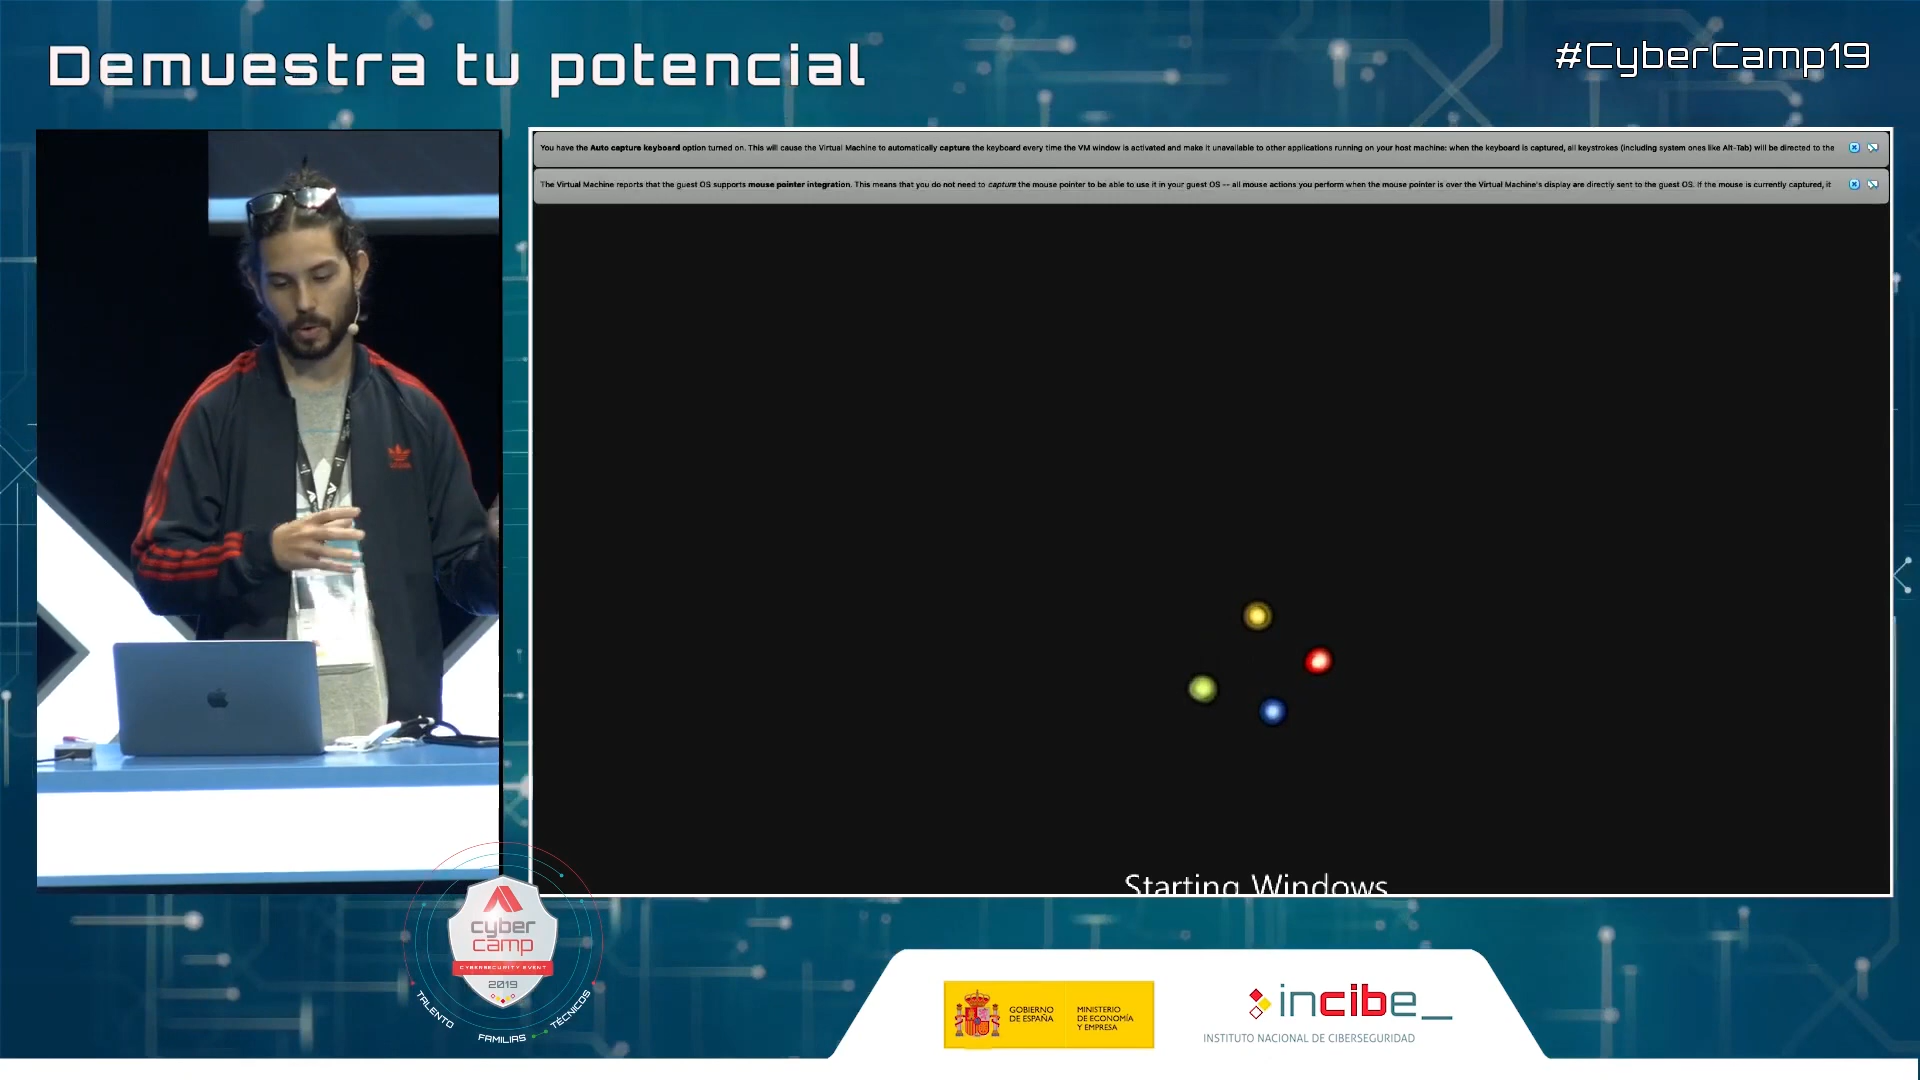 Demuestra tu potencial
#CyberCamp19
You have the Auto capture keyboard option turned on. This will cause the Virtual Machine to automatically capture the keyboard every time the VM window is activated and make it unavailable to other applications running on your host machine: when the keyboard is captured, all keystrokes (including system ones like Alt-Tab) will be directed to the
The Virtual Machine reports that the guest OS supports mouse pointer integration. This means that you do not need to capture the mouse pointer to be able to use it in your guest OS -- all mouse actions you perform when the mouse pointer is over the Virtual Machine's display are directly sent to the guest OS. If the mouse is currently captured, it
Starting Windows
cyber
camp
CYBERSECURITY EVENT
2019
TALENTO
FAMILIAS
TÉCNICOS
GOBIERNO
DE ESPAÑA
MINISTERIO
DE ECONOMÍA
Y EMPRESA
incibe_
INSTITUTO NACIONAL DE CIBERSEGURIDAD